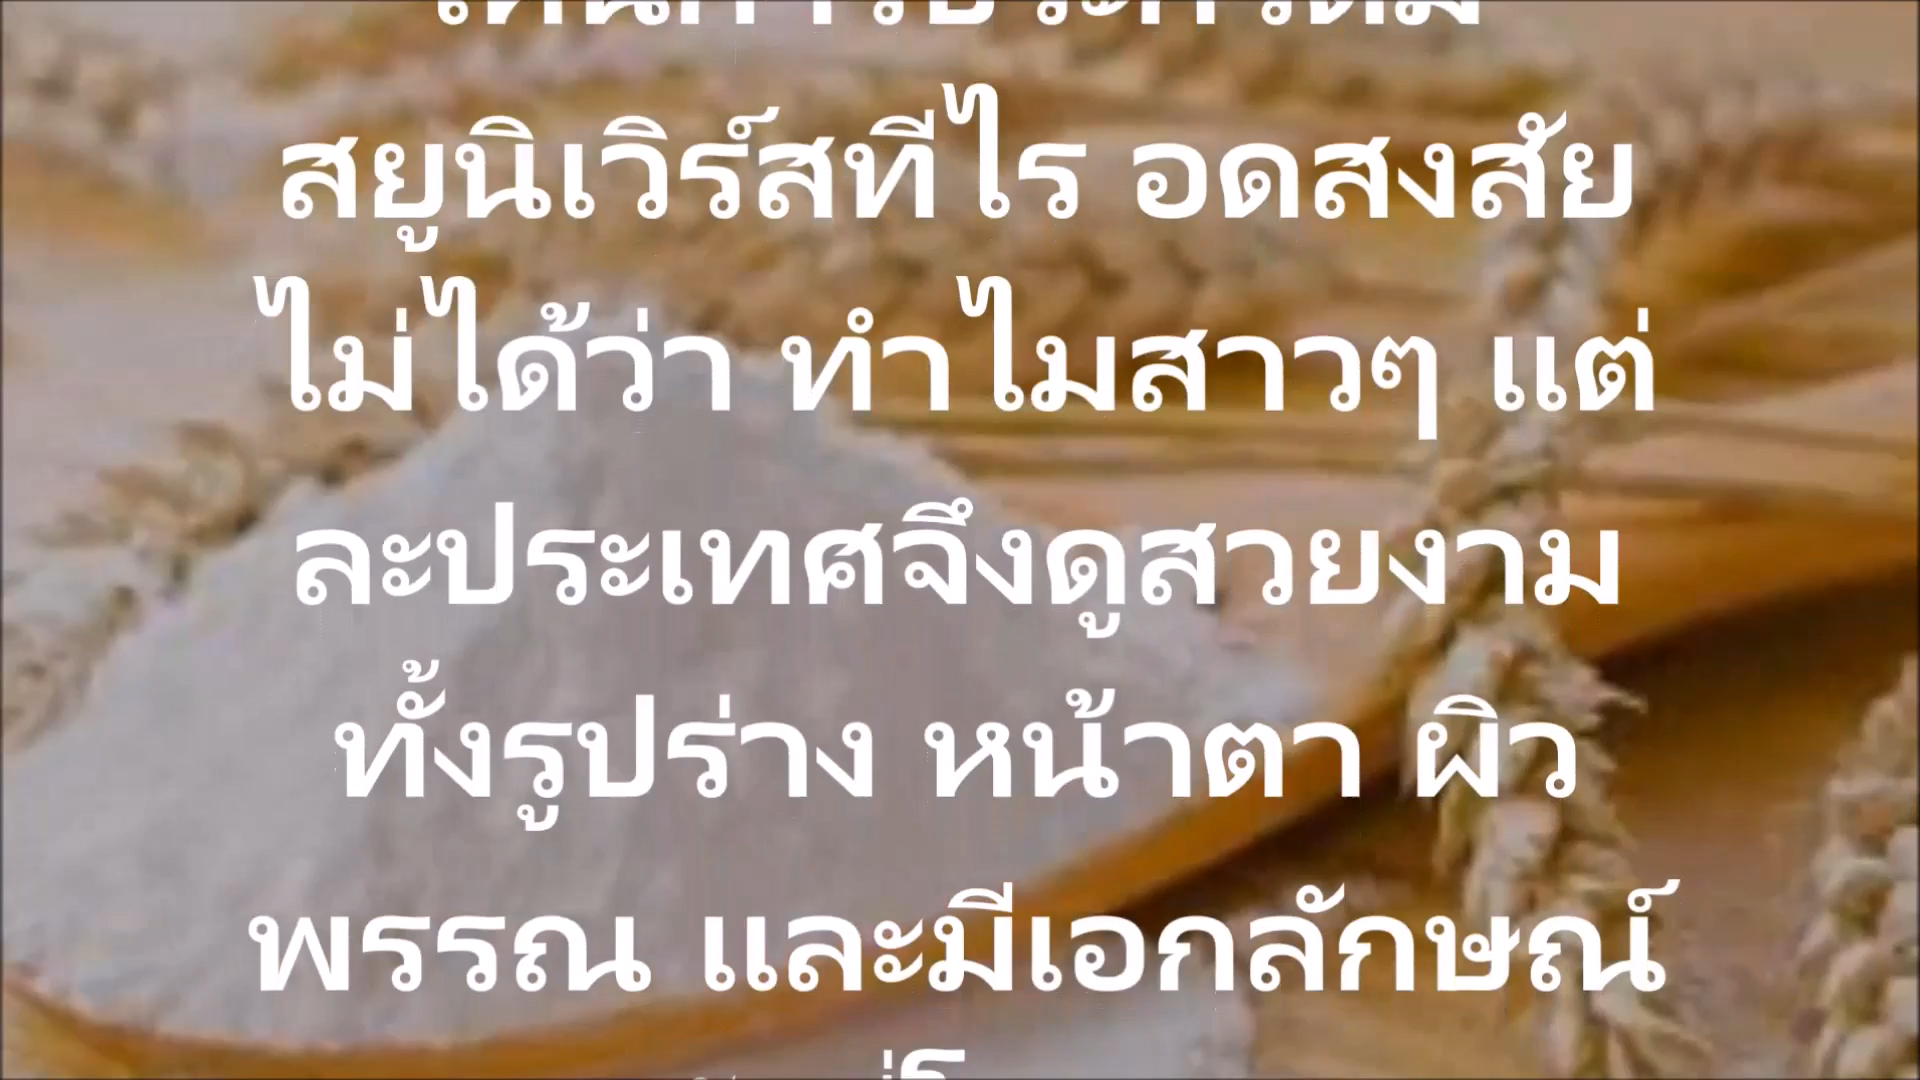 สยูนิเวิร์สทีไร อดสงสัย
ไม่ได้ว่า ทำไมสาวๆ แต่
ละประเทศจึงดูสวยงาม
ทั้งรูปร่าง หน้าตา ผิว
พรรณ และมีเอกลักษณ์